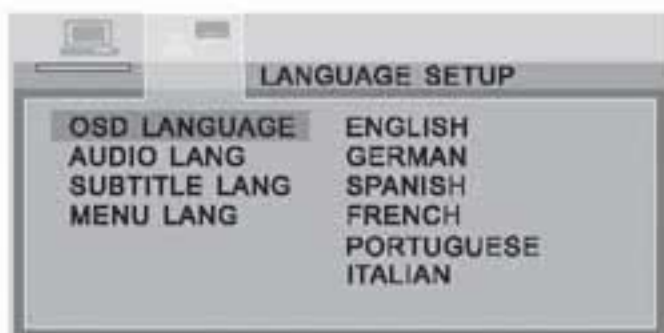 LANGUAGE SETUP
OSD LANGUAGE ENGLISH
AUDIO LANG GERMAN
SUBTITLE LANG SPANISH
MENU LANG FRENCH
PORTUGUESE
ITALIAN